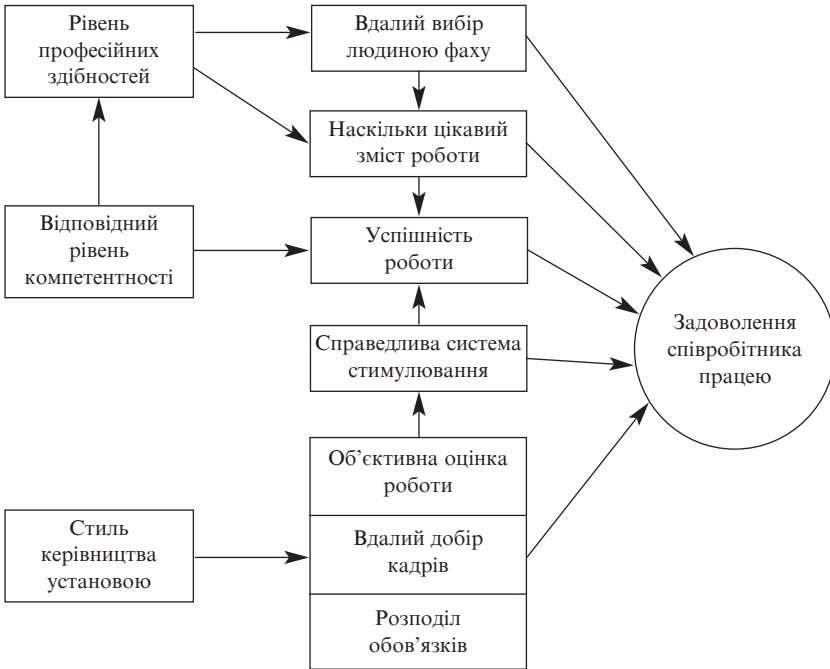 Рівень
професійних
здібностей
Вдалий вибір
людиною фаху
Наскільки цікавий
зміст роботи
Відповідний
рівень
компетентності
Успішність
роботи
Справедлива система
стимулювання
Задоволення
співробітника
працею
Об’єктивна оцінка
роботи
Стиль
керівництва
установою
Вдалий добір
кадрів
Розподіл
обов’язків